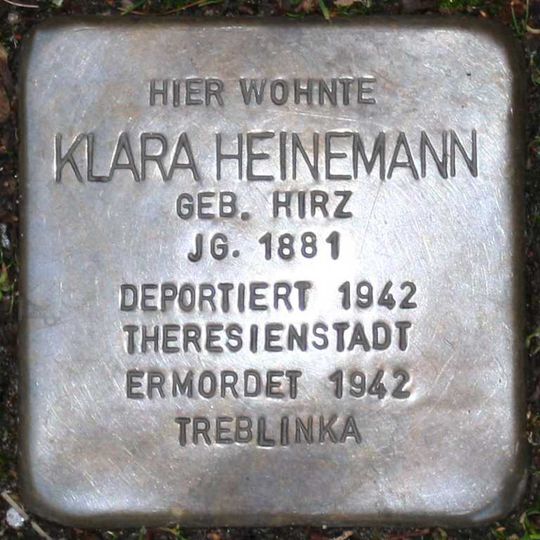 HIER WOHNTE
KLARA HEINEMANN
GEB. HIRZ
JG. 1881
DEPORTIERT 1942
THERESIENSTADT
ERMORDET 1942
TREBLINKA